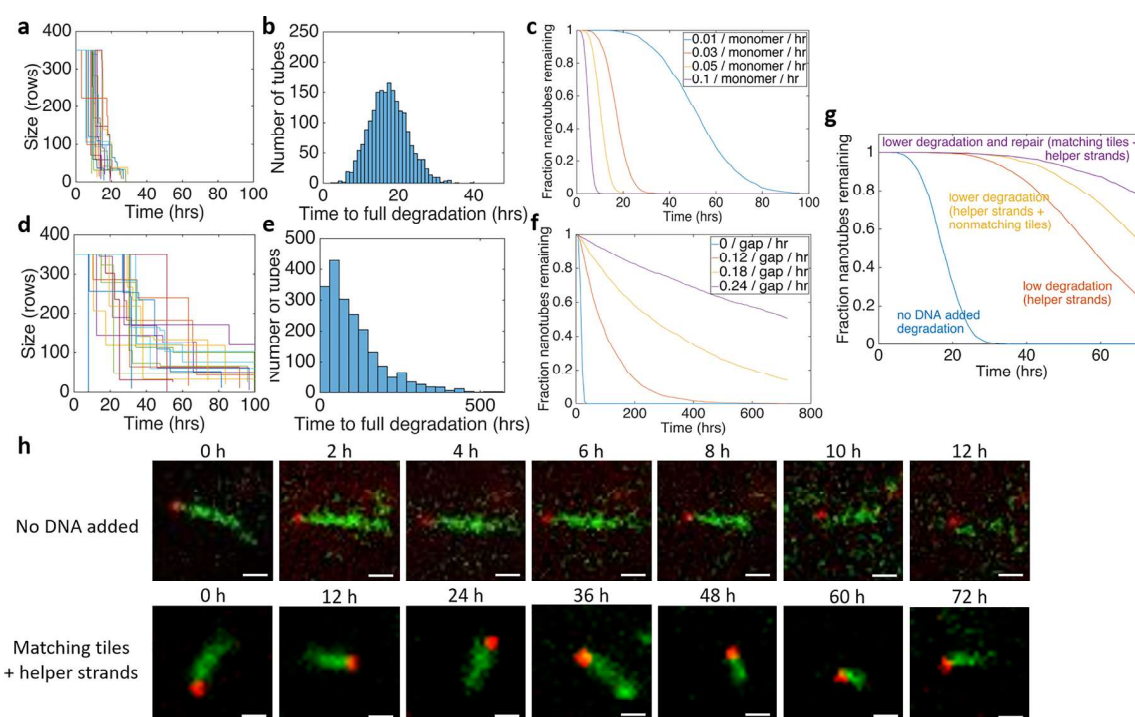 a
400
300
200
100
0
Size (rows)
0 20 40 60 80 100
Time (hrs)
b
250
200
150
100
50
0
Number of tubes
0 20 40
Time to full degradation (hrs)
c
1
0.8
0.6
0.4
0.2
0
Fraction nanotubes remaining
0.01 / monomer / hr
0.03 / monomer / hr
0.05 / monomer / hr
0.1 / monomer / hr
0 20 40 60 80 100
Time (hrs)
d
400
300
200
100
0
Size (rows)
0 20 40 60 80 100
Time (hrs)
e
500
400
300
200
100
0
Number of tubes
0 500
Time to full degradation (hrs)
f
1
0.8
0.6
0.4
0.2
0
Fraction nanotubes remaining
0 / gap / hr
0.12 / gap / hr
0.18 / gap / hr
0.24 / gap / hr
0 200 400 600 800
Time (hrs)
g
1
0.8
0.6
0.4
0.2
0
Fraction nanotubes remaining
lower degradation and repair (matching tiles
helper strands)
lower degradation
(helper strands +
nonmatching tiles)
low degradation
(helper strands)
no DNA added
degradation
0 20 40 60
Time (hrs)
h
0 h 2 h 4 h 6 h 8 h 10 h 12 h
No DNA added
0 h 12 h 24 h 36 h 48 h 60 h 72 h
Matching tiles
+ helper strands